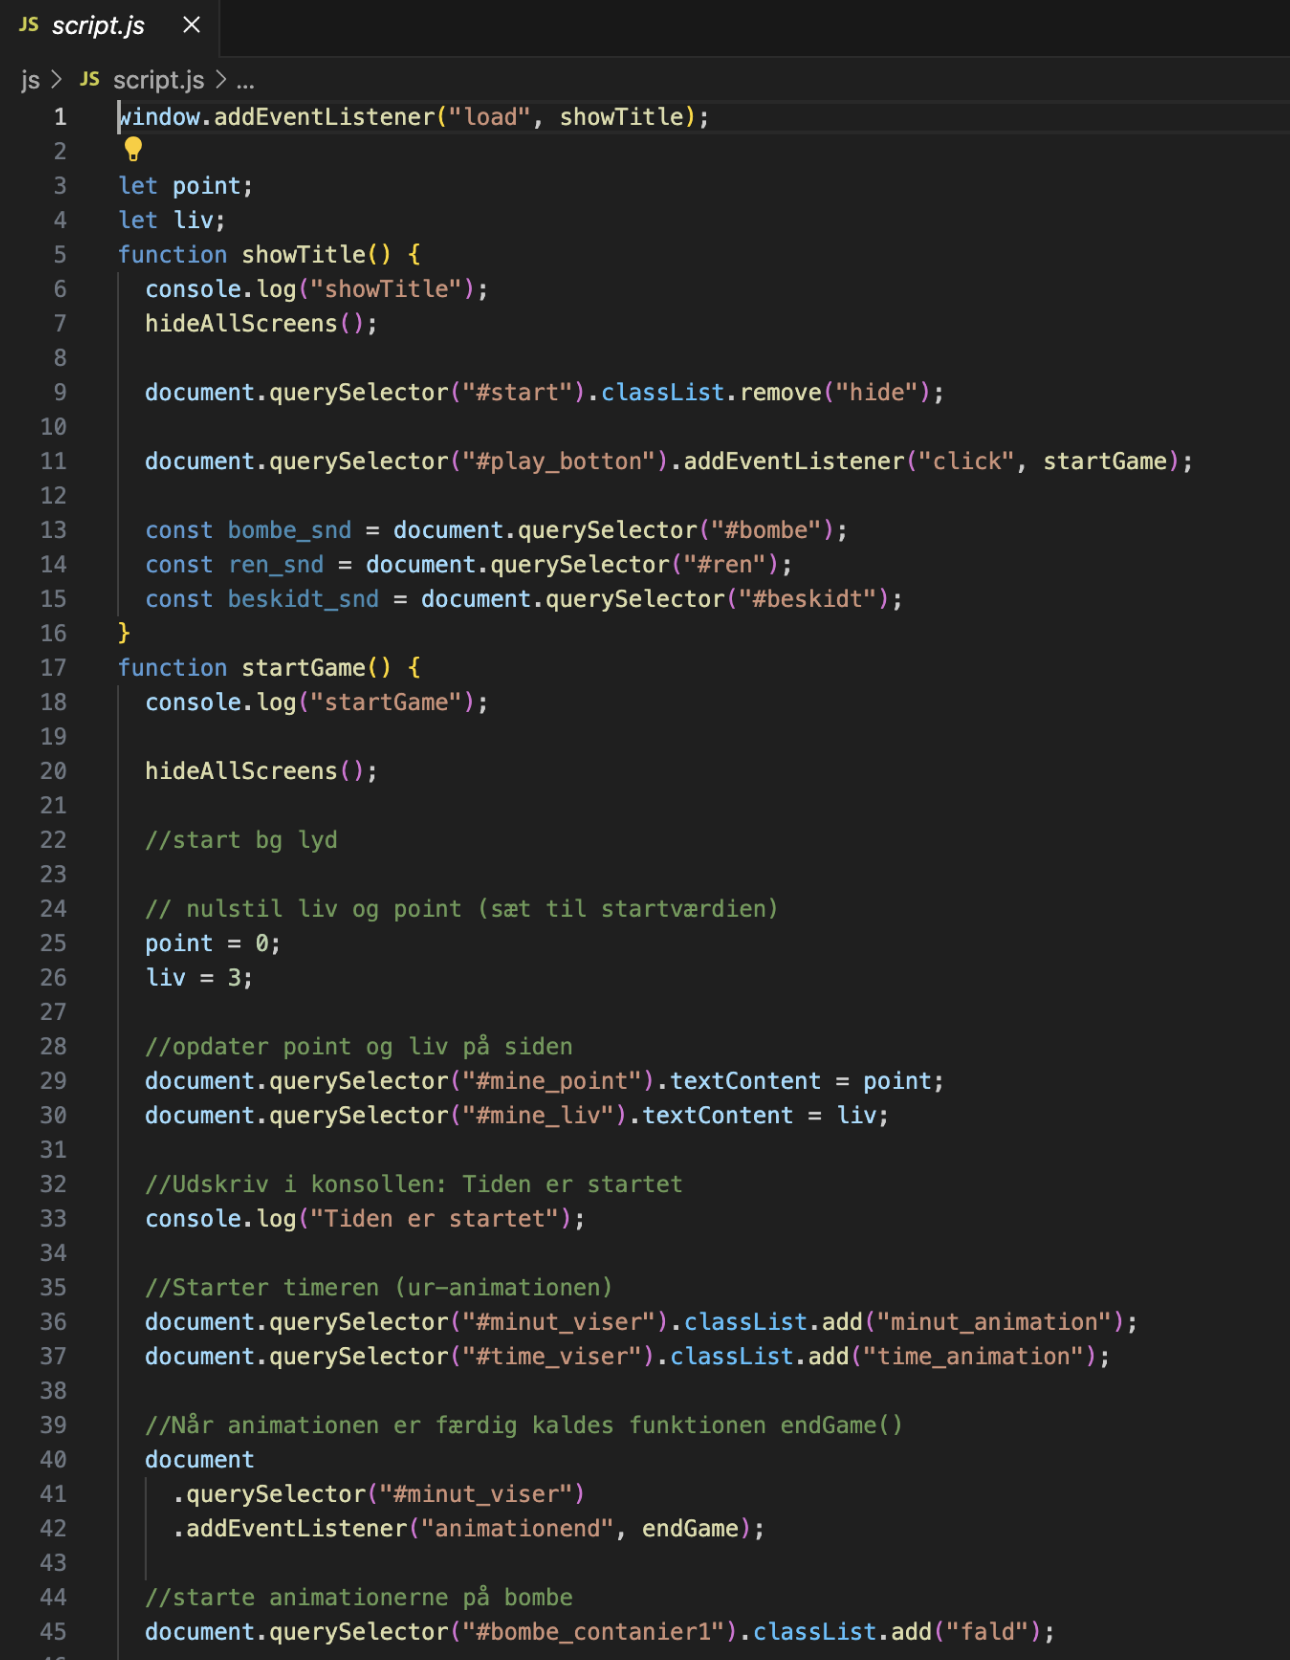 JS script.js ×
js > JS script.js > ...
1 window.addEventListener("load", showTitle);
2
3 let point;
4 let liv;
5 function showTitle() {
6 console.log("showTitle");
7 hideAllScreens();
8
9 document.querySelector("#start").classList.remove("hide");
10
11 document.querySelector("#play_botton").addEventListener("click", startGame);
12
13 const bombe_snd = document.querySelector("#bombe");
14 const ren_snd = document.querySelector("#ren");
15 const beskidt_snd = document.querySelector("#beskidt");
16 }
17 function startGame() {
18 console.log("startGame");
19
20 hideAllScreens();
21
22 //start bg lyd
23
24 // nulstil liv og point (sæt til startværdien)
25 point = 0;
26 liv = 3;
27
28 //opdater point og liv på siden
29 document.querySelector("#mine_point").textContent = point;
30 document.querySelector("#mine_liv").textContent = liv;
31
32 //Udskriv i konsollen: Tiden er startet
33 console.log("Tiden er startet");
34
35 //Starter timeren (ur-animationen)
36 document.querySelector("#minut_viser").classList.add("minut_animation");
37 document.querySelector("#time_viser").classList.add("time_animation");
38
39 //Når animationen er færdig kaldes funktionen endGame()
40 document
41 .querySelector("#minut_viser")
42 .addEventListener("animationend", endGame);
43
44 //starte animationerne på bombe
45 document.querySelector("#bombe_contanier1").classList.add("fald");